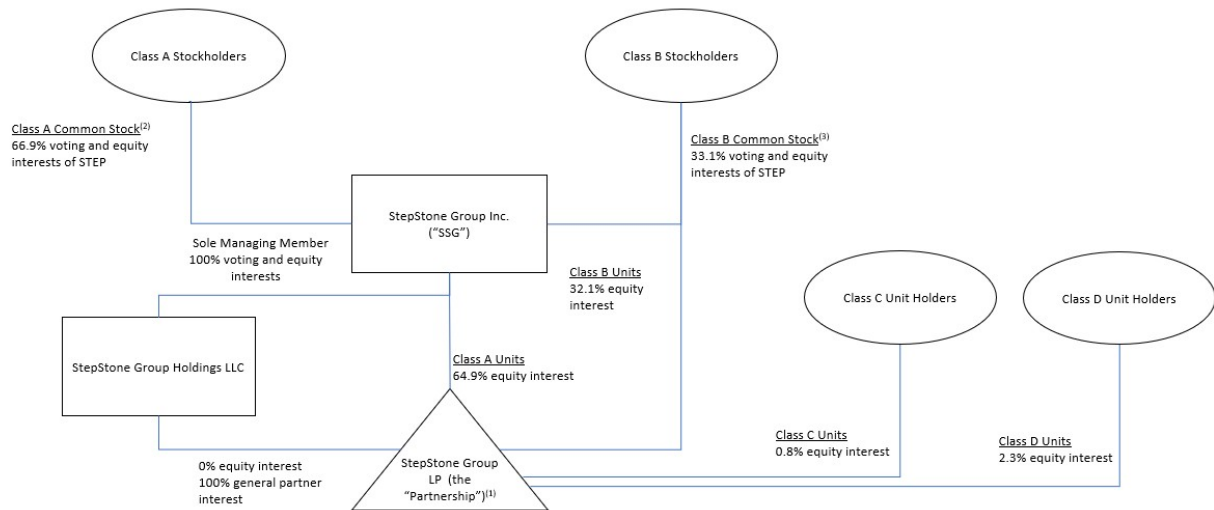 Class A Stockholders
Class B Stockholders
Class A Common Stock(2)
66.9% voting and equity
interests of STEP
Class B Common Stock(3)
33.1% voting and equity
interests of STEP
StepStone Group Inc.
(“SSG”)
Sole Managing Member
100% voting and equity
interests
Class B Units
32.1% equity
interest
Class C Unit Holders
Class D Unit Holders
StepStone Group Holdings LLC
Class A Units
64.9% equity interest
Class C Units
0.8% equity interest
Class D Units
2.3% equity interest
0% equity interest
100% general partner
interest
StepStone Group
LP (the
“Partnership”)(1)